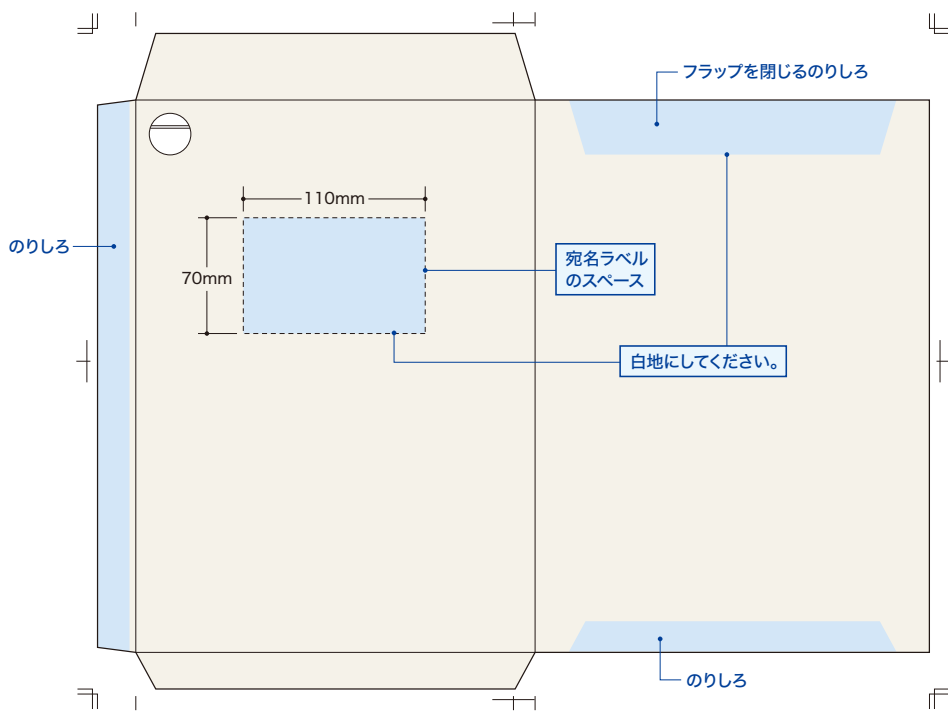 フラップを閉じるのりしろ
110mm
のりしろ
70mm
宛名ラベル
のスペース
白地にしてください。
のりしろ